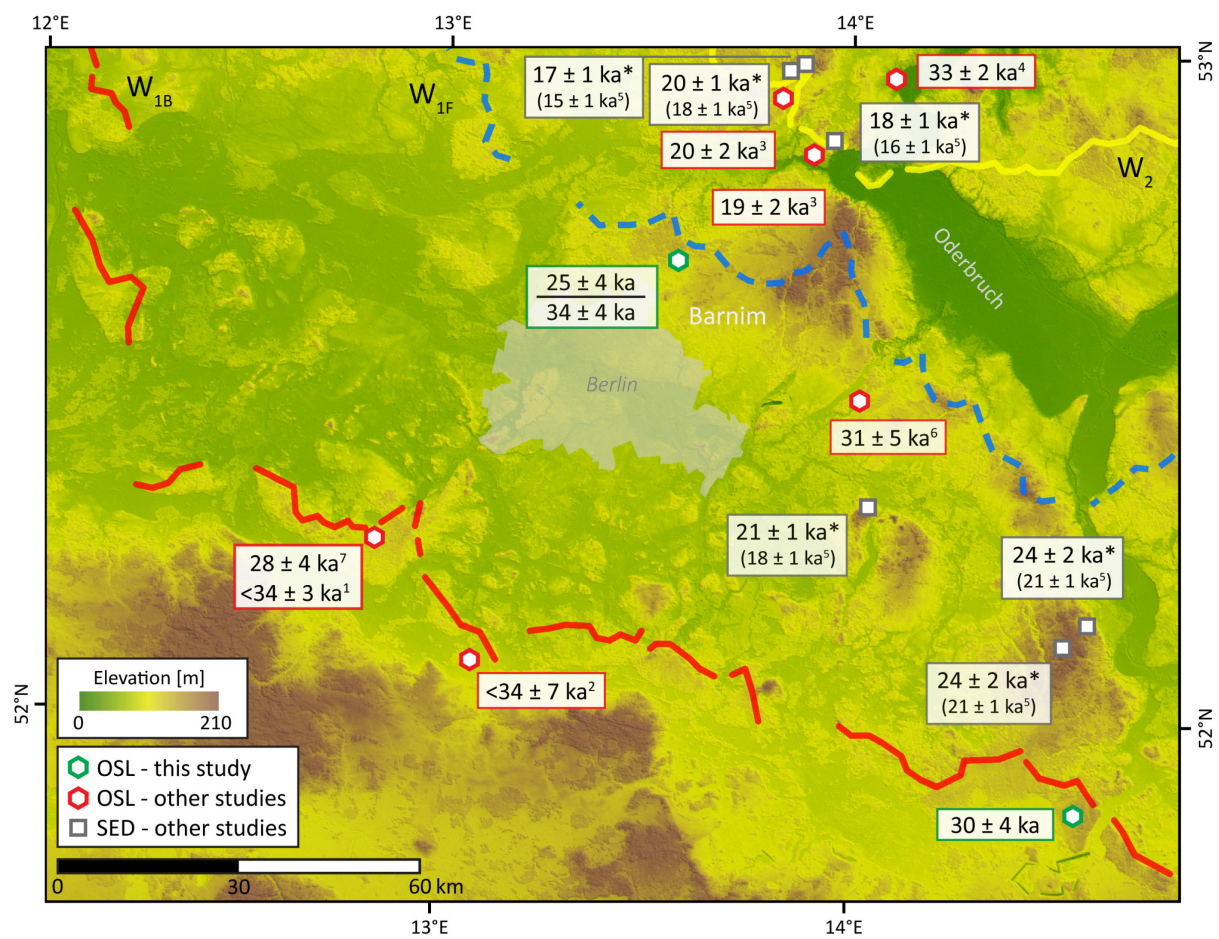 12°E
13°E
14°E
53°N
W1B
W1F
17 ± 1 ka*
(15 ± 1 ka⁵)
20 ± 1 ka*
(18 ± 1 ka⁵)
33 ± 2 ka⁴
18 ± 1 ka*
(16 ± 1 ka⁵)
20 ± 2 ka³
W2
19 ± 2 ka³
Oderbruch
25 ± 4 ka
34 ± 4 ka
Barnim
Berlin
31 ± 5 ka⁶
21 ± 1 ka*
(18 ± 1 ka⁵)
24 ± 2 ka*
(21 ± 1 ka⁵)
28 ± 4 ka⁷
<34 ± 3 ka¹
<34 ± 7 ka²
24 ± 2 ka*
(21 ± 1 ka⁵)
52°N
52°N
Elevation [m]
0 210
OSL - this study
OSL - other studies
SED - other studies
30 ± 4 ka
0 30 60 km
13°E
14°E